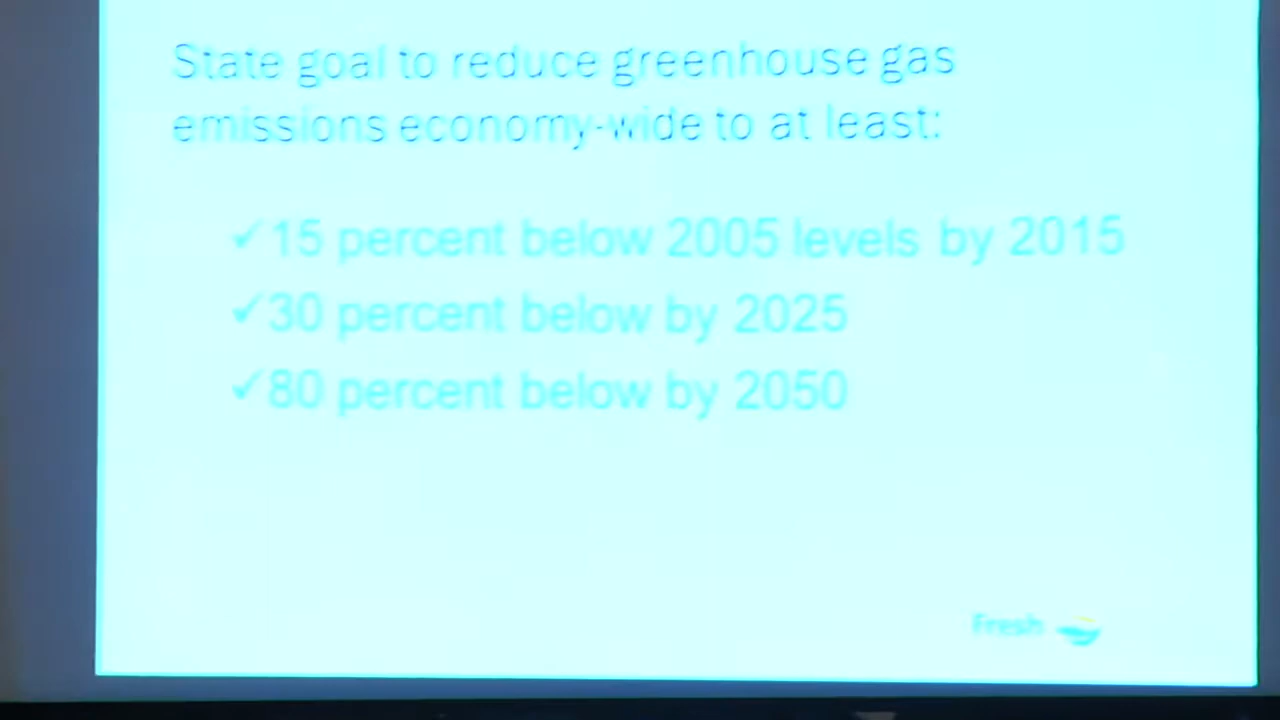 State goal to reduce greenhouse gas
emissions economy-wide to at least:
✓15 percent below 2005 levels by 2015
✓30 percent below by 2025
✓80 percent below by 2050
Fresh